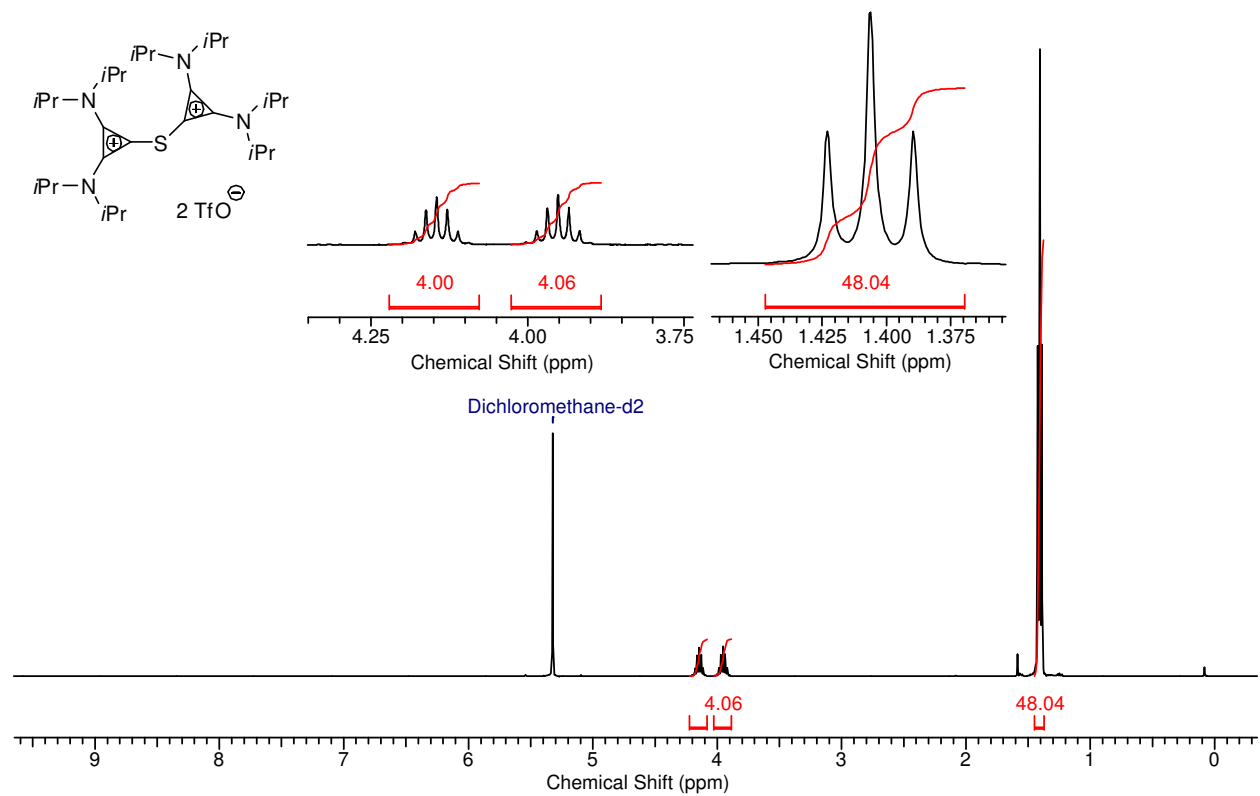 iPr
N
iPr
iPr
iPr
N
N
iPr
S
iPr
iPr
N
iPr
2 TfO⊖
4.00
4.06
4.25
4.00
3.75
Chemical Shift (ppm)
48.04
1.450
1.425
1.400
1.375
Chemical Shift (ppm)
Dichloromethane-d2
4.06
48.04
9
8
7
6
5
4
3
2
1
0
Chemical Shift (ppm)